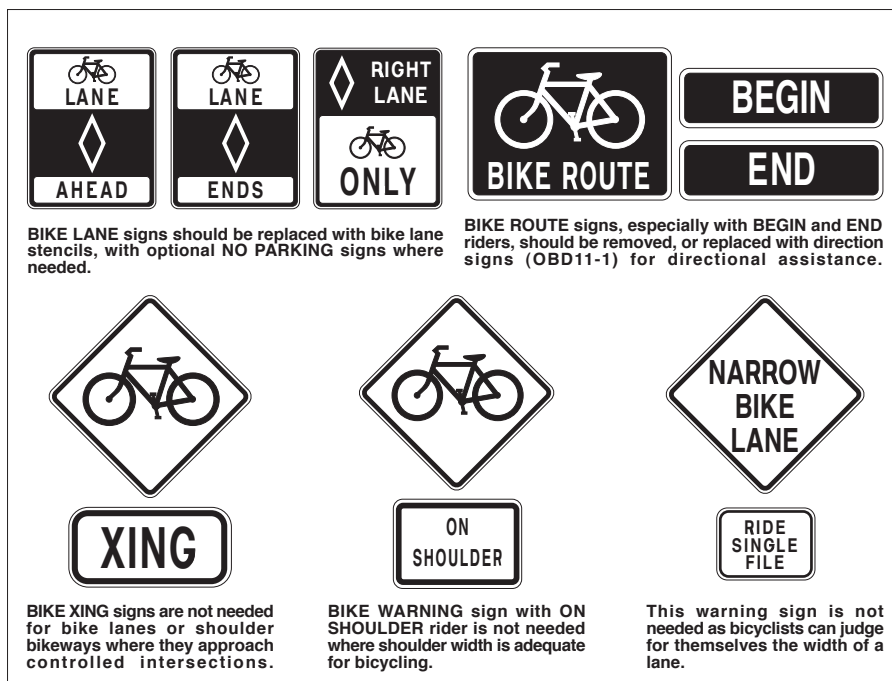 LANE
AHEAD
LANE
ENDS
RIGHT
LANE
ONLY
BIKE ROUTE
BEGIN
END
BIKE LANE signs should be replaced with bike lane
stencils, with optional NO PARKING signs where
needed.
BIKE ROUTE signs, especially with BEGIN and END
riders, should be removed, or replaced with direction
signs (OBD11-1) for directional assistance.
XING
BIKE XING signs are not needed
for bike lanes or shoulder
bikeways where they approach
controlled intersections.
ON
SHOULDER
BIKE WARNING sign with ON
SHOULDER rider is not needed
where shoulder width is adequate
for bicycling.
NARROW
BIKE
LANE
RIDE
SINGLE
FILE
This warning sign is not
needed as bicyclists can judge
for themselves the width of a
lane.